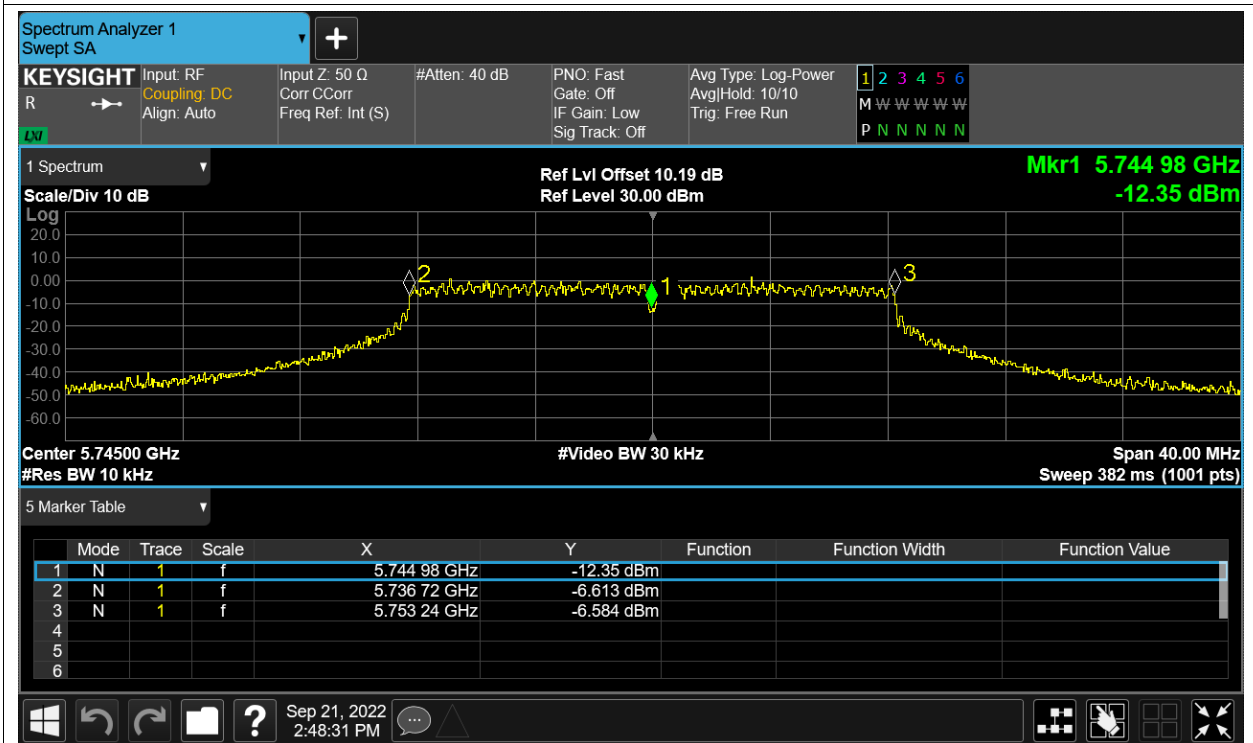 Spectrum Analyzer 1
Swept SA
KEYSIGHT Input: RF Input Z: 50 Ω #Atten: 40 dB PNO: Fast Avg Type: Log-Power 1 2 3 4 5 6
R Coupling: DC Corr CCorr Gate: Off Avg|Hold: 10/10 M W W W W W W
Align: Auto Freq Ref: Int (S) IF Gain: Low Trig: Free Run
LXI Sig Track: Off P N N N N N N
1 Spectrum Ref Lvl Offset 10.19 dB Mkr1 5.744 98 GHz
Scale/Div 10 dB Ref Level 30.00 dBm -12.35 dBm
Log
20.0
10.0
0.00 2 1 3
-10.0
-20.0
-30.0
-40.0
-50.0
-60.0
Center 5.74500 GHz #Video BW 30 kHz Span 40.00 MHz
#Res BW 10 kHz Sweep 382 ms (1001 pts)
5 Marker Table
Mode Trace Scale X Y Function Function Width Function Value
1 N 1 f 5.744 98 GHz -12.35 dBm
2 N 1 f 5.736 72 GHz -6.613 dBm
3 N 1 f 5.753 24 GHz -6.584 dBm
4
5
6
? Sep 21, 2022
2:48:31 PM